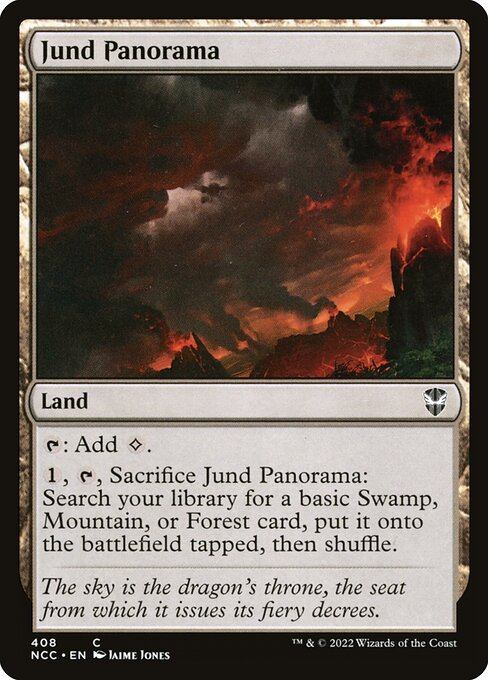 Jund Panorama
Land
: Add .
1, , Sacrifice Jund Panorama:
Search your library for a basic Swamp,
Mountain, or Forest card, put it onto
the battlefield tapped, then shuffle.
The sky is the dragon's throne, the seat
from which it issues its fiery decrees.
408 C
NCC • EN Jaime Jones
™ & © 2022 Wizards of the Coast